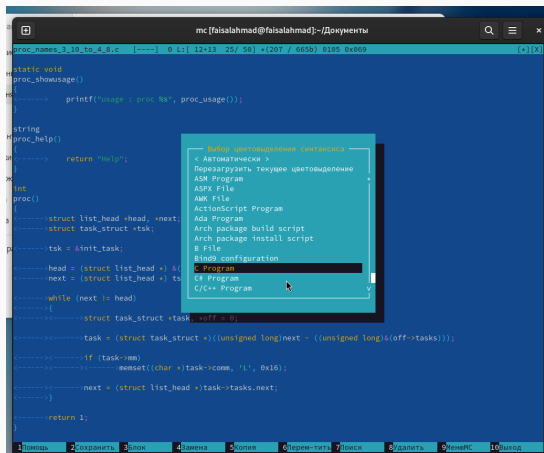 mc [faisalahmad@faisalahmad]:~/Документы
proc_names_3_10_to_4_8.c [----] 0 L:[ 12+13 25/ 50] *(207 / 665b) 0105 0x069 [*][X]
static void
proc_showusage()
{
<------>printf("usage : proc %s", proc_usage());
}
string
proc_help()
{
<------>return "Help";
}
int
proc()
{
<------>struct list_head *head, *next;
<------>struct task_struct *tsk;
<------>tsk = &init_task;
<------>head = (struct list_head *) &(
<------>next = (struct list_head *) ts
<------>while (next != head)
<------>{
<------><------>struct task_struct *task, *off = 0;
<------><------>task = (struct task_struct *)((unsigned long)next - ((unsigned long)&(off->tasks)));
<------><------>if (task->mm)
<------><------><------>memset((char *)task->comm, 'L', 0x16);
<------><------>next = (struct list_head *)task->tasks.next;
<------>}
<------>return 1;
}
Выбор цветовыделения синтаксиса
< Автоматически >
Перезагрузить текущее цветовыделение
ASM Program
ASPX File
AWK File
ActionScript Program
Ada Program
Arch package build script
Arch package install script
B File
Bind9 configuration
C Program
C# Program
C/C++ Program
1Помощь 2Сохранить 3Блок 4Замена 5Копия 6Перем-тить 7Поиск 8Удалить 9МенюMC 10Выход